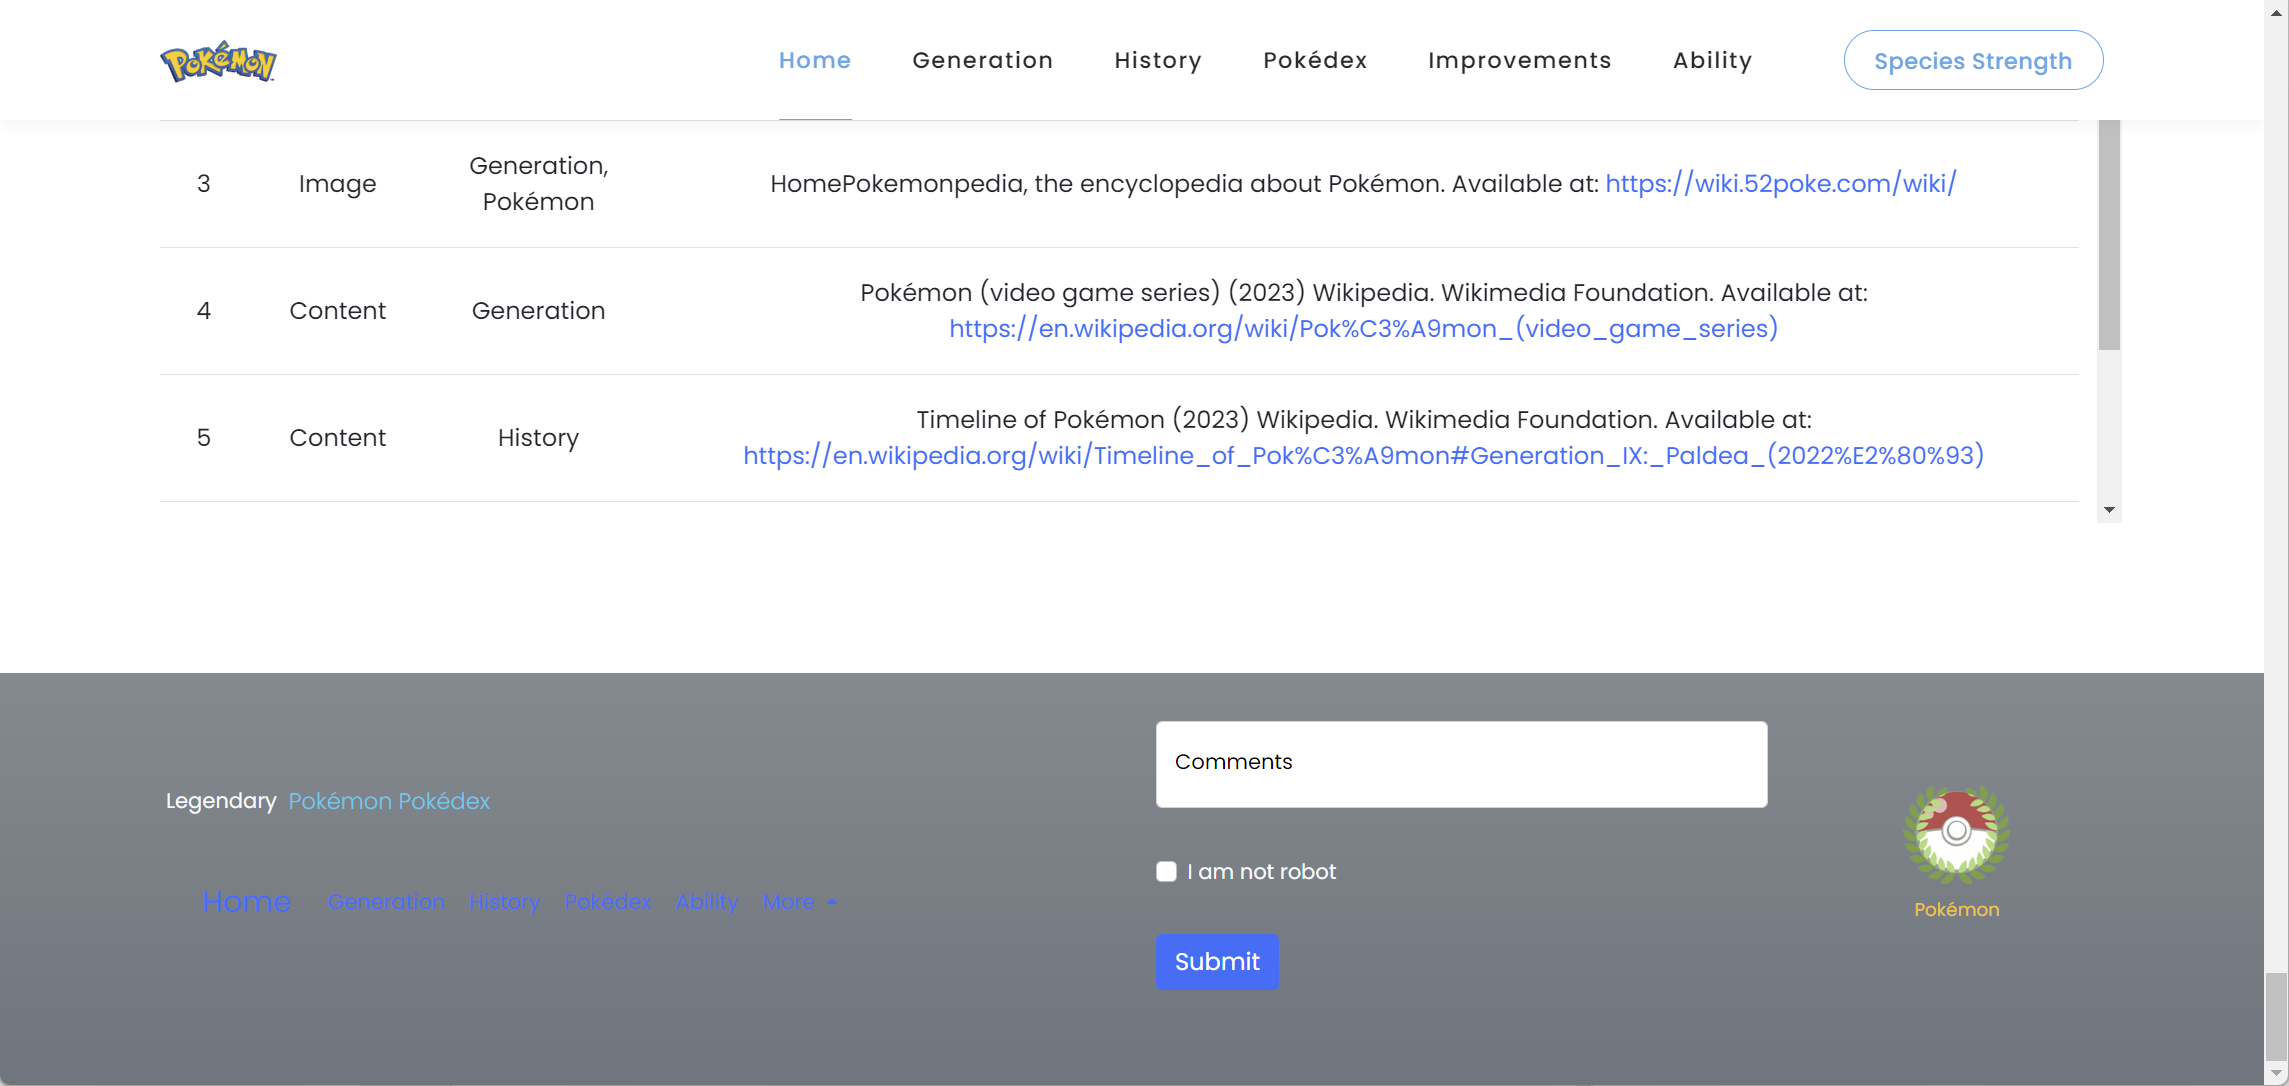 POKéMON
Home
Generation
History
Pokédex
Improvements
Ability
Species Strength
3
Image
Generation,
Pokémon
HomePokemonpedia, the encyclopedia about Pokémon. Available at: https://wiki.52poke.com/wiki/
4
Content
Generation
Pokémon (video game series) (2023) Wikipedia. Wikimedia Foundation. Available at:
https://en.wikipedia.org/wiki/Pok%C3%A9mon_(video_game_series)
5
Content
History
Timeline of Pokémon (2023) Wikipedia. Wikimedia Foundation. Available at:
https://en.wikipedia.org/wiki/Timeline_of_Pok%C3%A9mon#Generation_IX:_Paldea_(2022%E2%80%93)
Legendary Pokémon Pokédex
Home
Generation
History
Pokédex
Ability
More
Comments
I am not robot
Submit
Pokémon